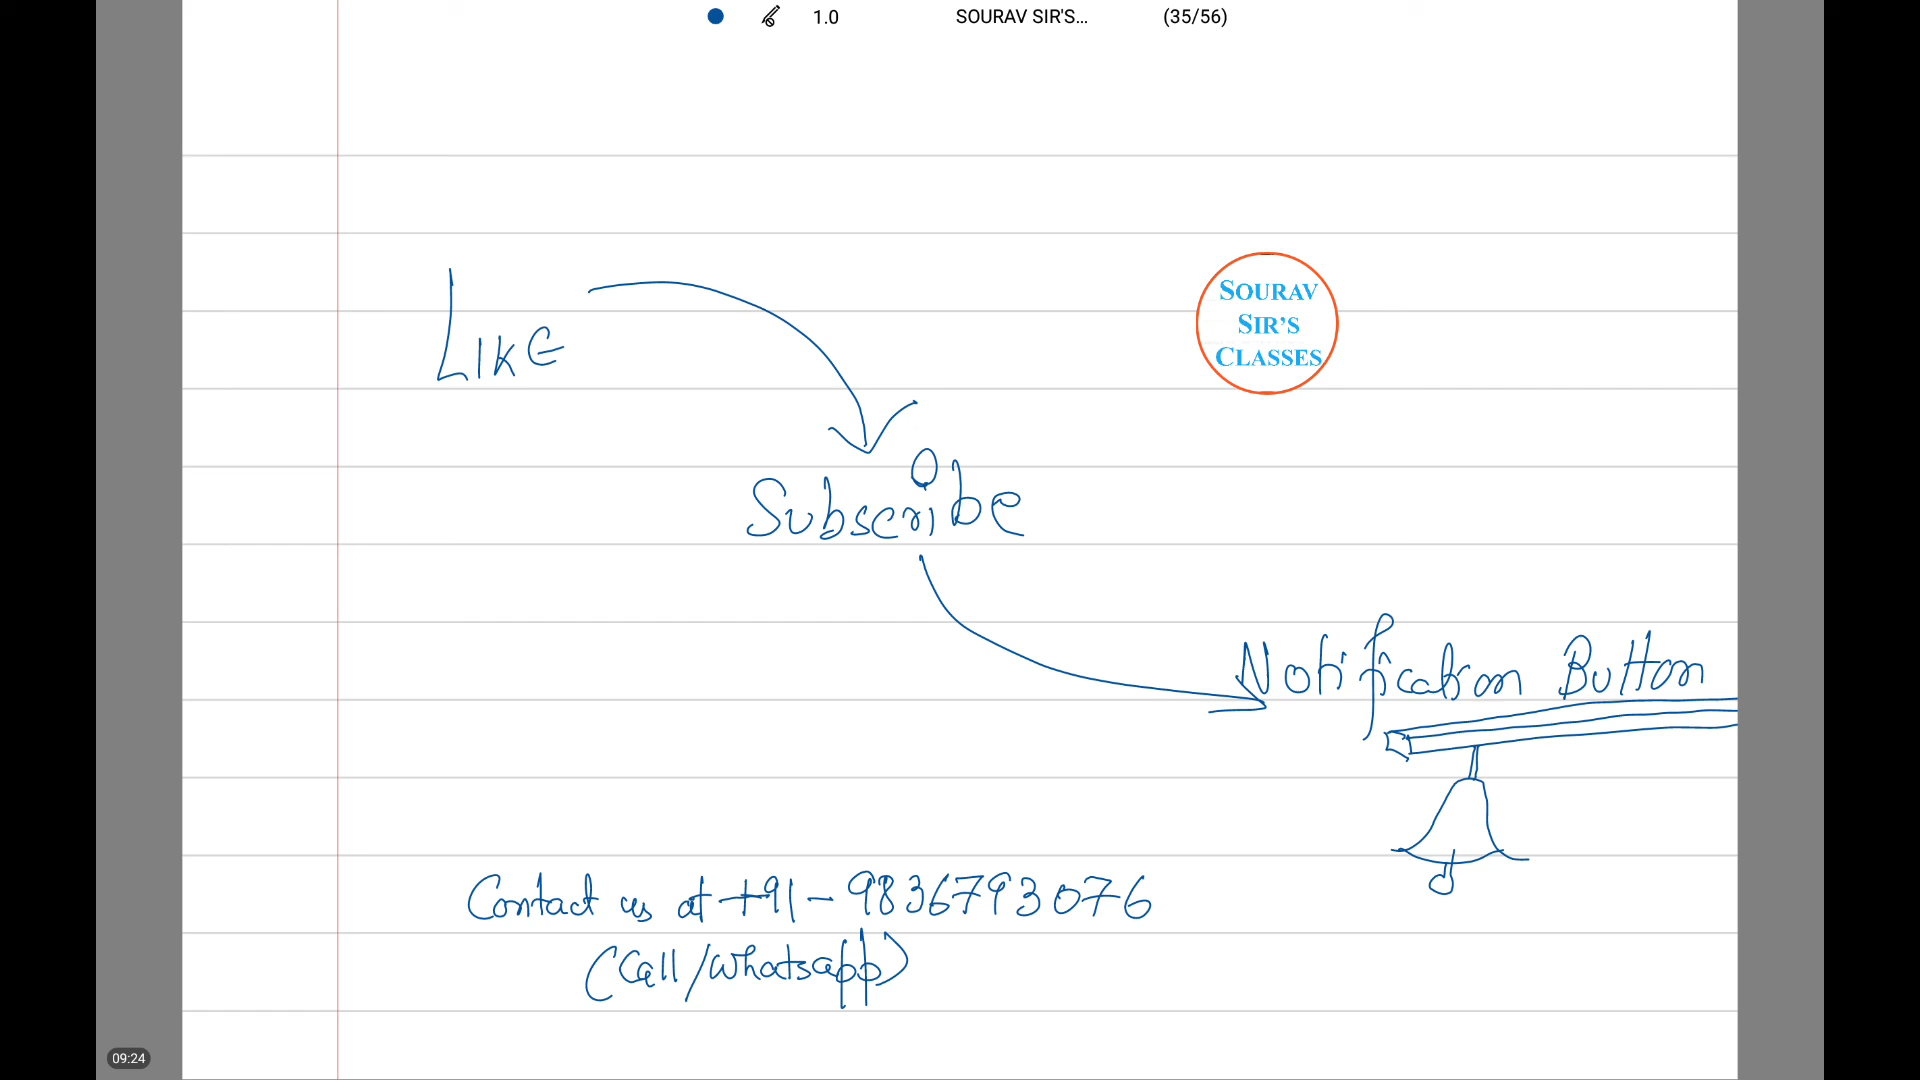 1.0 SOURAV SIR'S... (35/56)
LIKE
SOURAV
SIR'S
CLASSES
Subscribe
Notification Button
Contact us at +91-9836793076
(Call/Whatsapp)
09:24